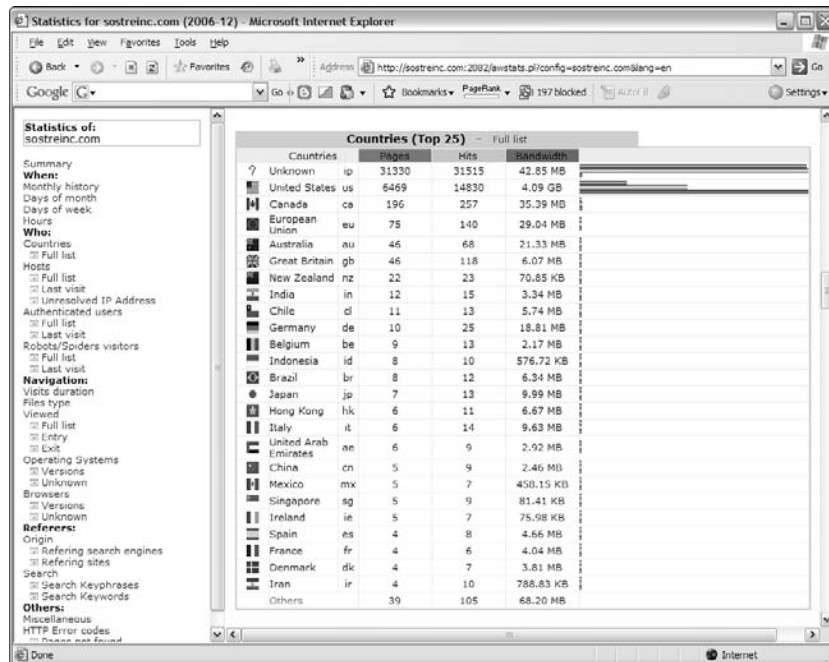 Statistics for sostreinc.com (2006-12) - Microsoft Internet Explorer
File Edit View Favorites Tools Help
Back Favorites » Address http://sostreinc.com:2082/awstats.pl?config=sostreinc.com&lang=en Go
Google G Go Bookmarks PageRank 197 blocked AutoFill Settings
Statistics of:
sostreinc.com
Summary
When:
Monthly history
Days of month
Days of week
Hours
Who:
Countries
Full list
Hosts
Full list
Last visit
Unresolved IP Address
Authenticated users
Full list
Last visit
Robots/Spiders visitors
Full list
Last visit
Navigation:
Visits duration
Files type
Viewed
Full list
Entry
Exit
Operating Systems
Versions
Unknown
Browsers
Versions
Unknown
Referers:
Origin
Refering search engines
Refering sites
Search
Search Keyphrases
Search Keywords
Others:
Miscellaneous
HTTP Error codes
Pages not found
Countries (Top 25) - Full list
Countries Pages Hits Bandwidth
? Unknown ip 31330 31515 42.85 MB
United States us 6469 14830 4.09 GB
Canada ca 196 257 35.39 MB
European Union eu 75 140 29.04 MB
Australia au 46 68 21.33 MB
Great Britain gb 46 118 6.07 MB
New Zealand nz 22 23 70.85 KB
India in 12 15 3.34 MB
Chile cl 11 13 5.74 MB
Germany de 10 25 18.81 MB
Belgium be 9 13 2.17 MB
Indonesia id 8 10 576.72 KB
Brazil br 8 12 6.34 MB
Japan jp 7 13 9.99 MB
Hong Kong hk 6 11 6.67 MB
Italy it 6 14 9.63 MB
United Arab Emirates ae 6 9 2.92 MB
China cn 5 9 2.46 MB
Mexico mx 5 7 458.15 KB
Singapore sg 5 9 81.41 KB
Ireland ie 5 7 75.98 KB
Spain es 4 8 4.66 MB
France fr 4 6 4.04 MB
Denmark dk 4 7 3.81 MB
Iran ir 4 10 788.83 KB
Others 39 105 68.20 MB
Done Internet